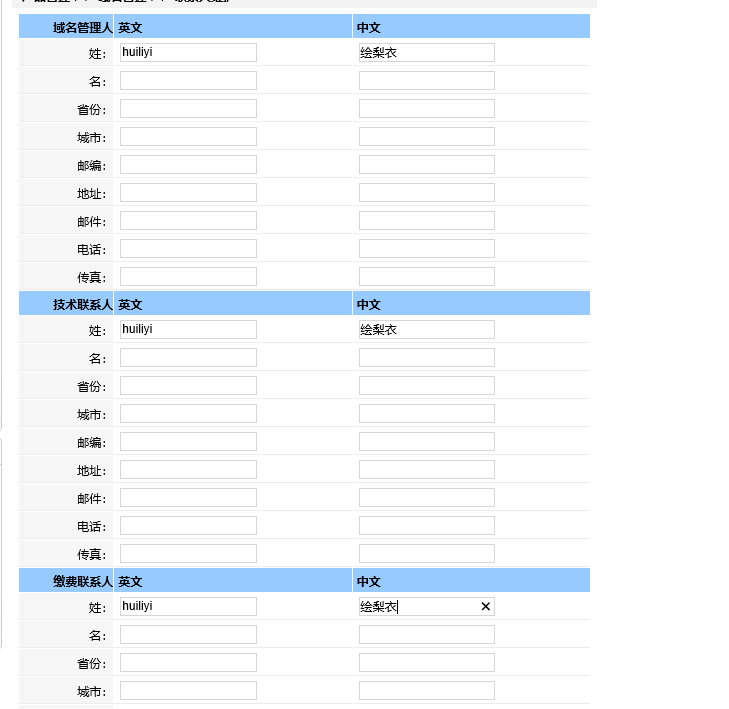 域名管理人 英文 中文
姓: huiliyi 绘梨衣
名:
省份:
城市:
邮编:
地址:
邮件:
电话:
传真:
技术联系人 英文 中文
姓: huiliyi 绘梨衣
名:
省份:
城市:
邮编:
地址:
邮件:
电话:
传真:
缴费联系人 英文 中文
姓: huiliyi 绘梨衣
名:
省份:
城市: